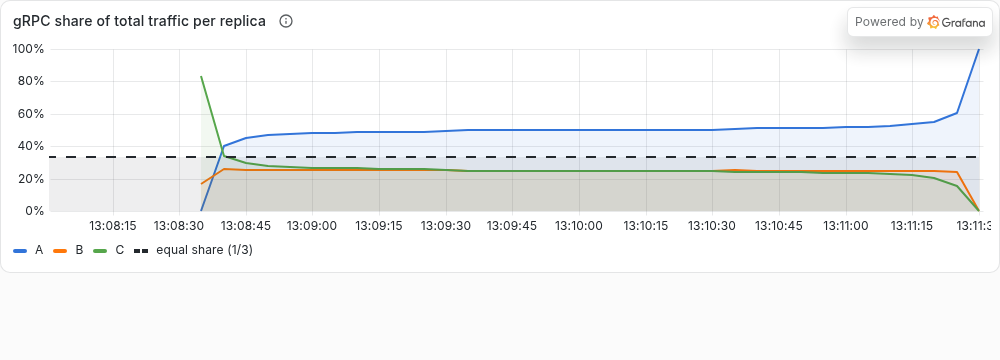 gRPC share of total traffic per replica
Powered by Grafana
100%
80%
60%
40%
20%
0%
13:08:15 13:08:30 13:08:45 13:09:00 13:09:15 13:09:30 13:09:45 13:10:00 13:10:15 13:10:30 13:10:45 13:11:00 13:11:15 13:11:3
A B C equal share (1/3)